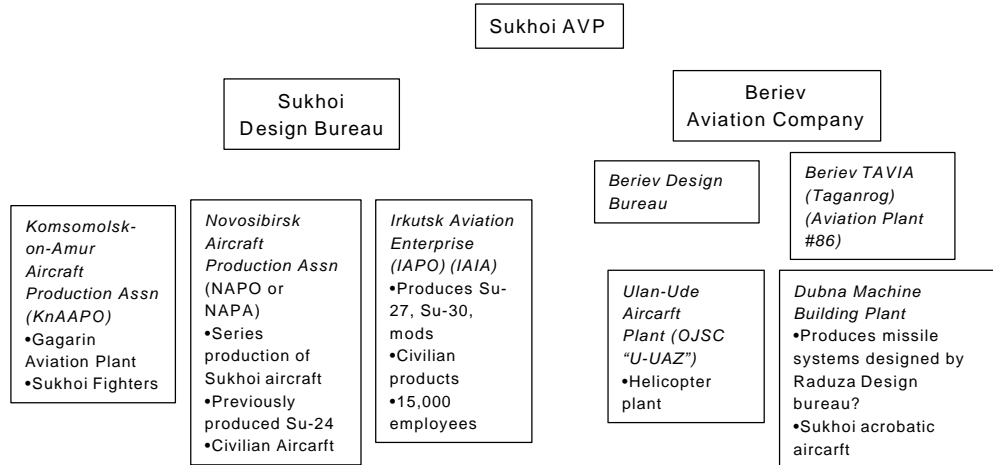 Sukhoi AVP
Sukhoi
Design Bureau
Beriev
Aviation Company
Komsomolsk-
on-Amur
Aircraft
Production Assn
(KnAAPO)
•Gagarin
Aviation Plant
•Sukhoi Fighters
Novosibirsk
Aircraft
Production Assn
(NAPO or
NAPA)
•Series
production of
Sukhoi aircraft
•Previously
produced Su-24
•Civilian Aircarft
Irkutsk Aviation
Enterprise
(IAPO) (IAIA)
•Produces Su-
27, Su-30,
mods
•Civilian
products
•15,000
employees
Beriev Design
Bureau
Beriev TAVIA
(Taganrog)
(Aviation Plant
#86)
Ulan-Ude
Aircarft
Plant (OJSC
“U-UAZ”)
•Helicopter
plant
Dubna Machine
Building Plant
•Produces missile
systems designed by
Raduza Design
bureau?
•Sukhoi acrobatic
aircarft